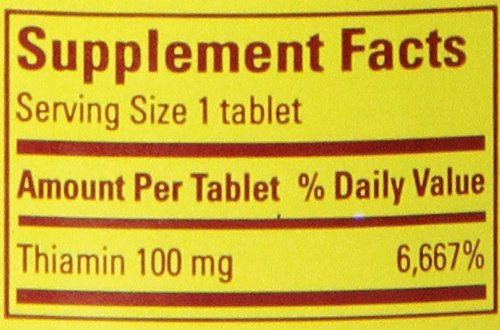 Supplement Facts
Serving Size 1 tablet
Amount Per Tablet % Daily Value
Thiamin 100 mg 6,667%